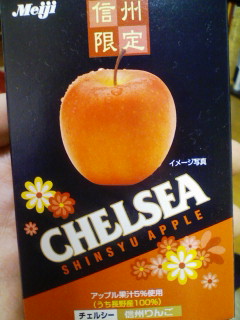 Meiji
信州
限定
イメージ写真
CHELSEA
SHINSYU APPLE
アップル果汁5%使用
(うち長野産100%)
チェルシー 信州りんご